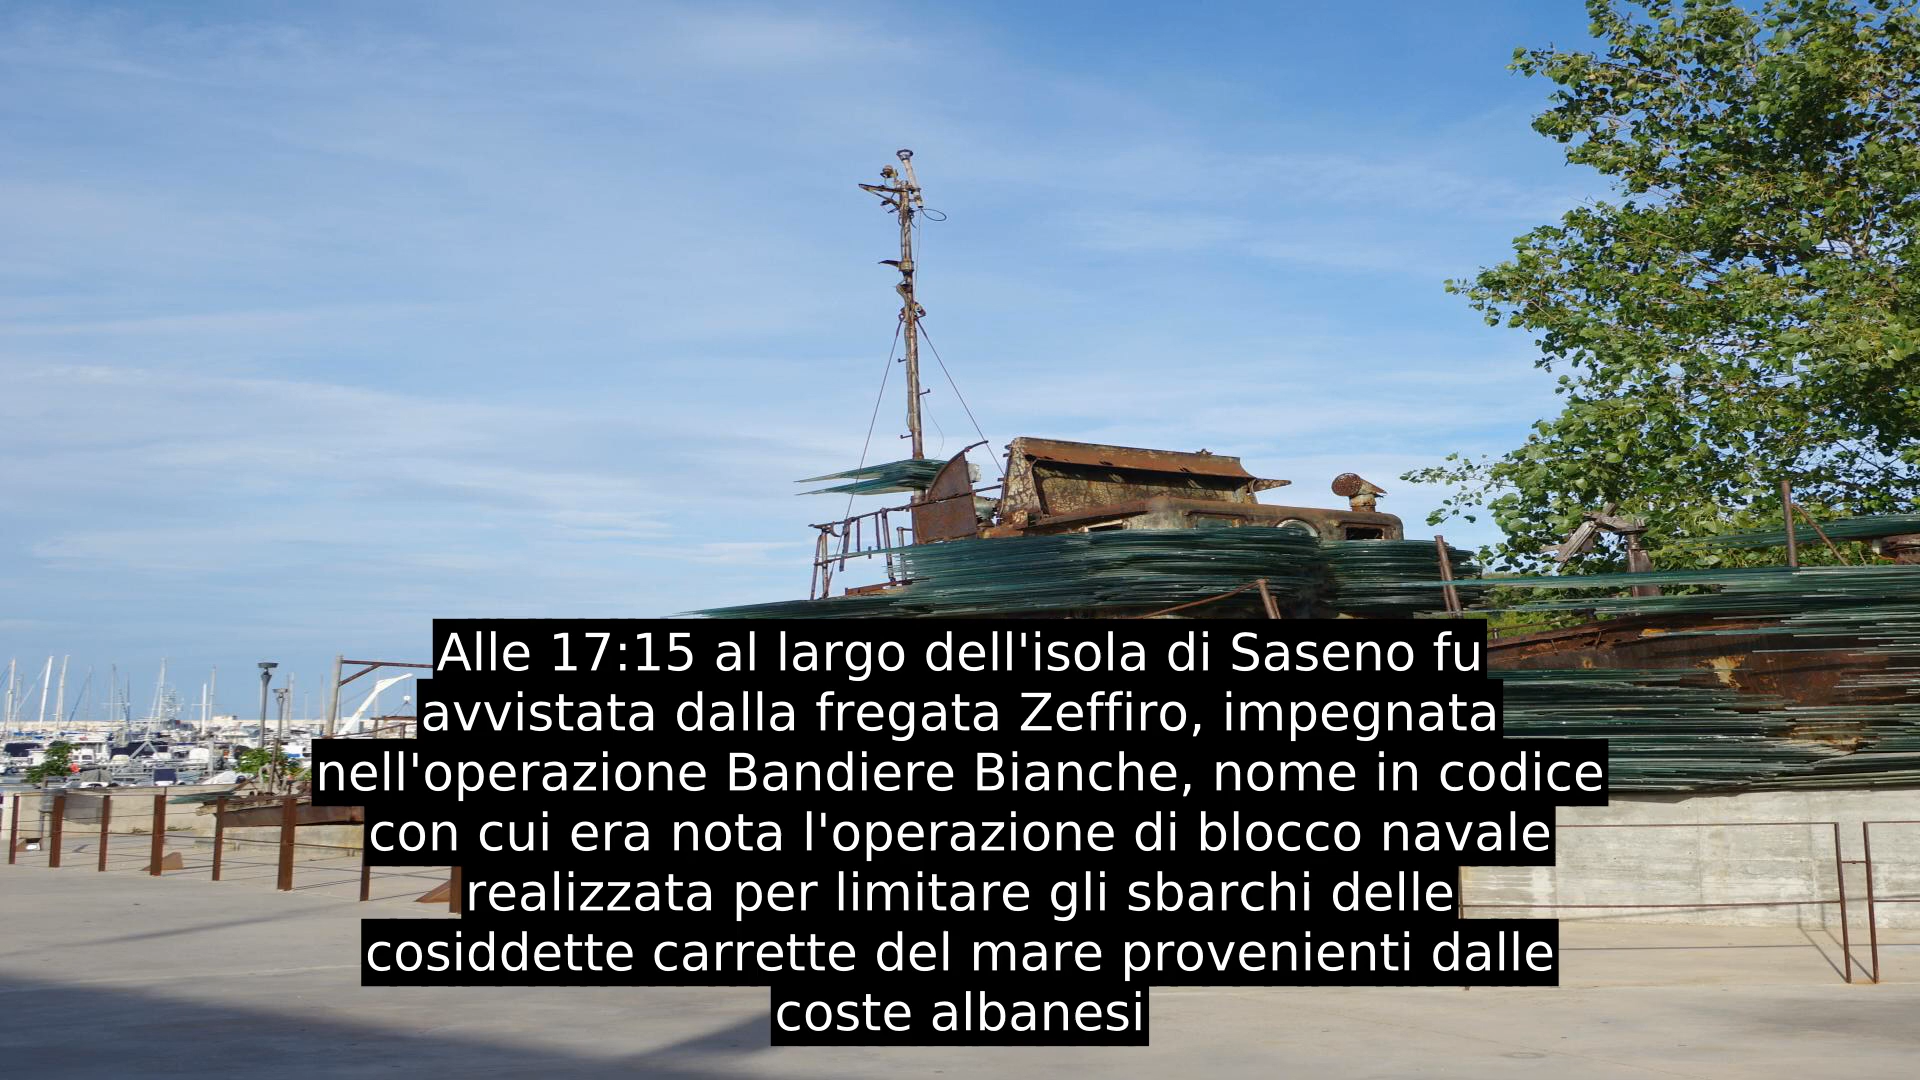 Alle 17:15 al largo dell'isola di Saseno fu
avvistata dalla fregata Zeffiro, impegnata
nell'operazione Bandiere Bianche, nome in codice
con cui era nota l'operazione di blocco navale
realizzata per limitare gli sbarchi delle
cosiddette carrette del mare provenienti dalle
coste albanesi